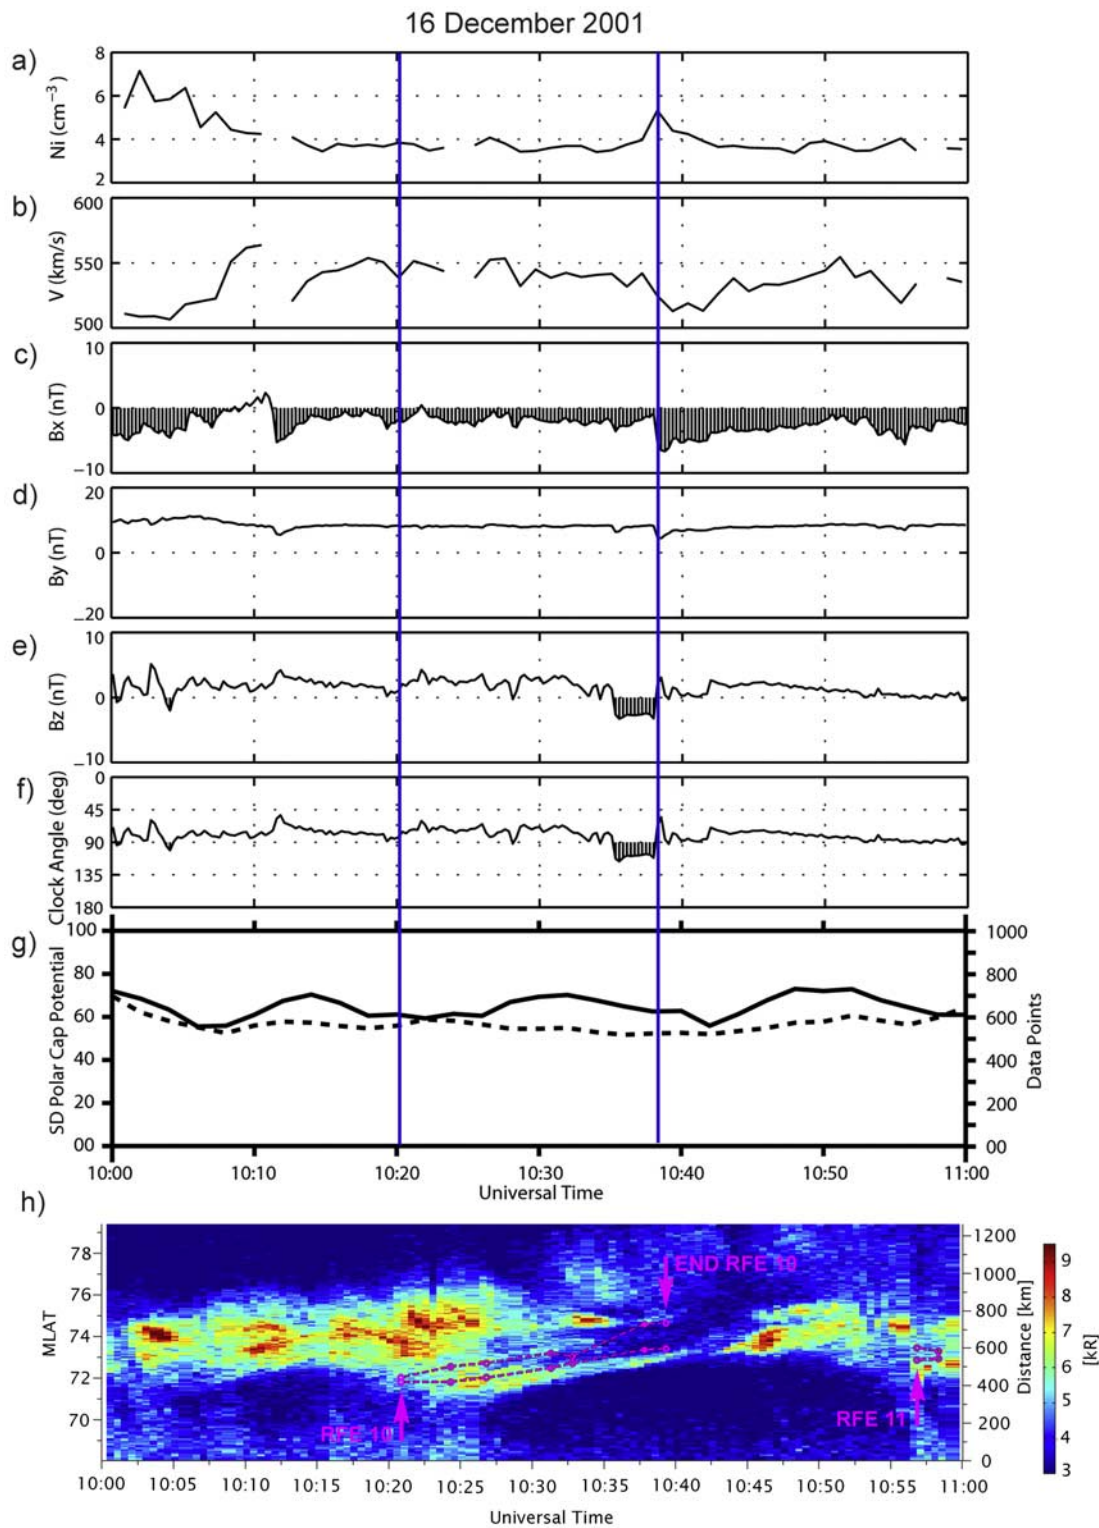 16 December 2001
a)
Ni (cm⁻³)
8
6
4
2
b)
V (km/s)
600
550
500
c)
Bx (nT)
10
0
−10
d)
By (nT)
20
0
−20
e)
Bz (nT)
10
0
−10
f)
Clock Angle (deg)
0
45
90
135
180
g)
SD Polar Cap Potential
100
80
60
40
20
00
1000
800
600
400
200
00
Data Points
10:00 10:10 10:20 10:30 10:40 10:50 11:00
Universal Time
h)
MLAT
78
76
74
72
70
END RFE 10
RFE 10
RFE 11
1200
1000
800
600
400
200
0
Distance [km]
9
8
7
6
5
4
3
[kR]
10:00 10:05 10:10 10:15 10:20 10:25 10:30 10:35 10:40 10:45 10:50 10:55 11:00
Universal Time